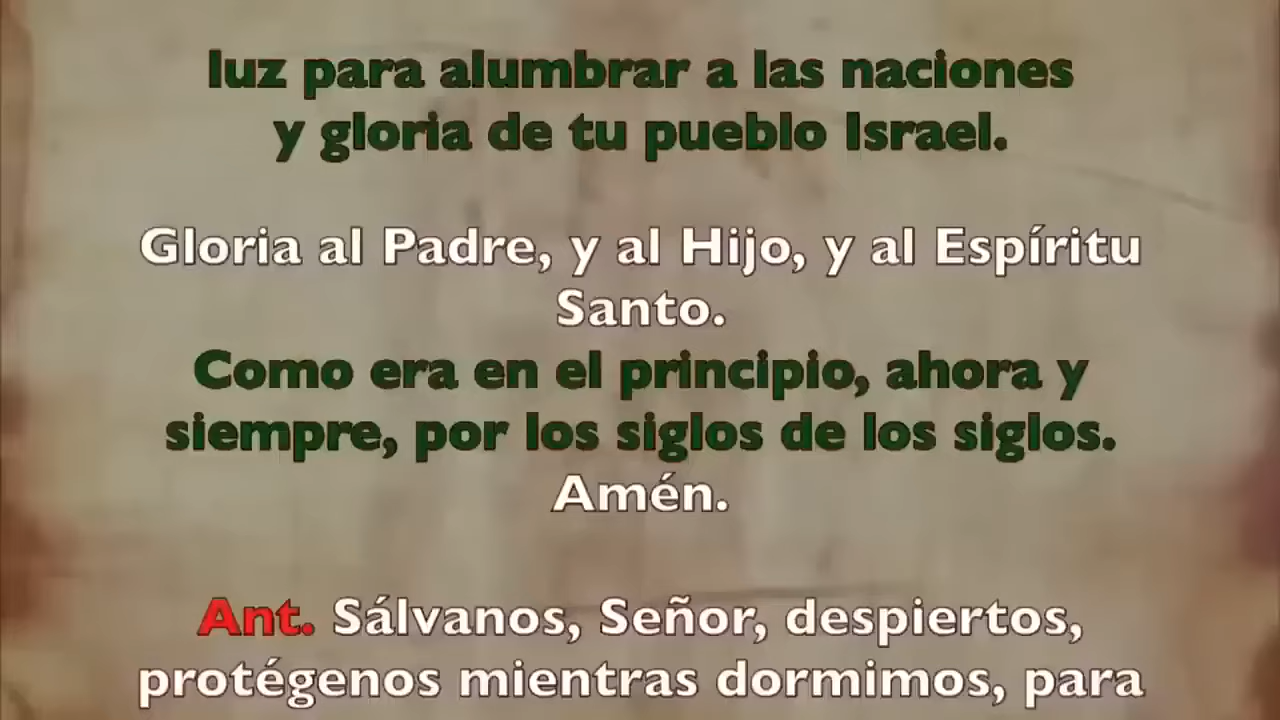 luz para alumbrar a las naciones
y gloria de tu pueblo Israel.
Gloria al Padre, y al Hijo, y al Espíritu
Santo.
Como era en el principio, ahora y
siempre, por los siglos de los siglos.
Amén.
Ant. Sálvanos, Señor, despiertos,
protégenos mientras dormimos, para